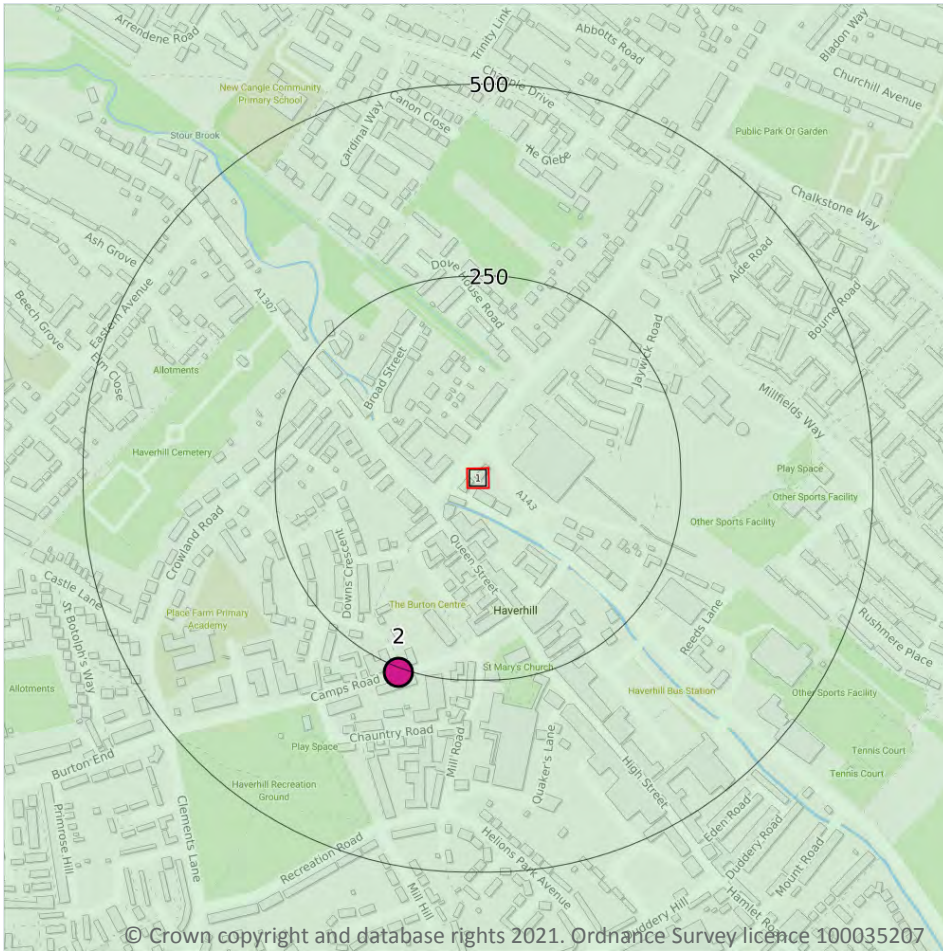 Arrendene Road
Trinity Link
Abbotts Road
Bladon Way
New Cangle Community
Primary School
500
Chapple Drive
Churchill Avenue
Canon Close
Cardinal Way
Stour Brook
The Glebe
Public Park Or Garden
Chalkstone Way
Ash Grove
Dovehouse Road
Alde Road
250
Eastern Avenue
A1307
Beech Grove
Bourne Road
Elm Close
Allotments
Broad Street
Jaywick Road
Millfields Way
Haverhill Cemetery
Play Space
1
A143
Other Sports Facility
Other Sports Facility
Crowland Road
Queen Street
Downs Crescent
Castle Lane
The Burton Centre
Haverhill
Reeds Lane
Place Farm Primary
Academy
St Botolph's Way
2
Rushmere Place
St Mary's Church
Allotments
Camps Road
Haverhill Bus Station
Other Sports Facility
Chauntry Road
Play Space
Mill Road
Quaker's Lane
Tennis Court
Burton End
High Street
Tennis Court
Haverhill Recreation
Ground
Primrose Hill
Clements Lane
Eden Road
Duddery Road
Mount Road
Recreation Road
Helions Park Avenue
Mill Hill
Duddery Hill
Hamlet R
© Crown copyright and database rights 2021. Ordnance Survey licence 100035207